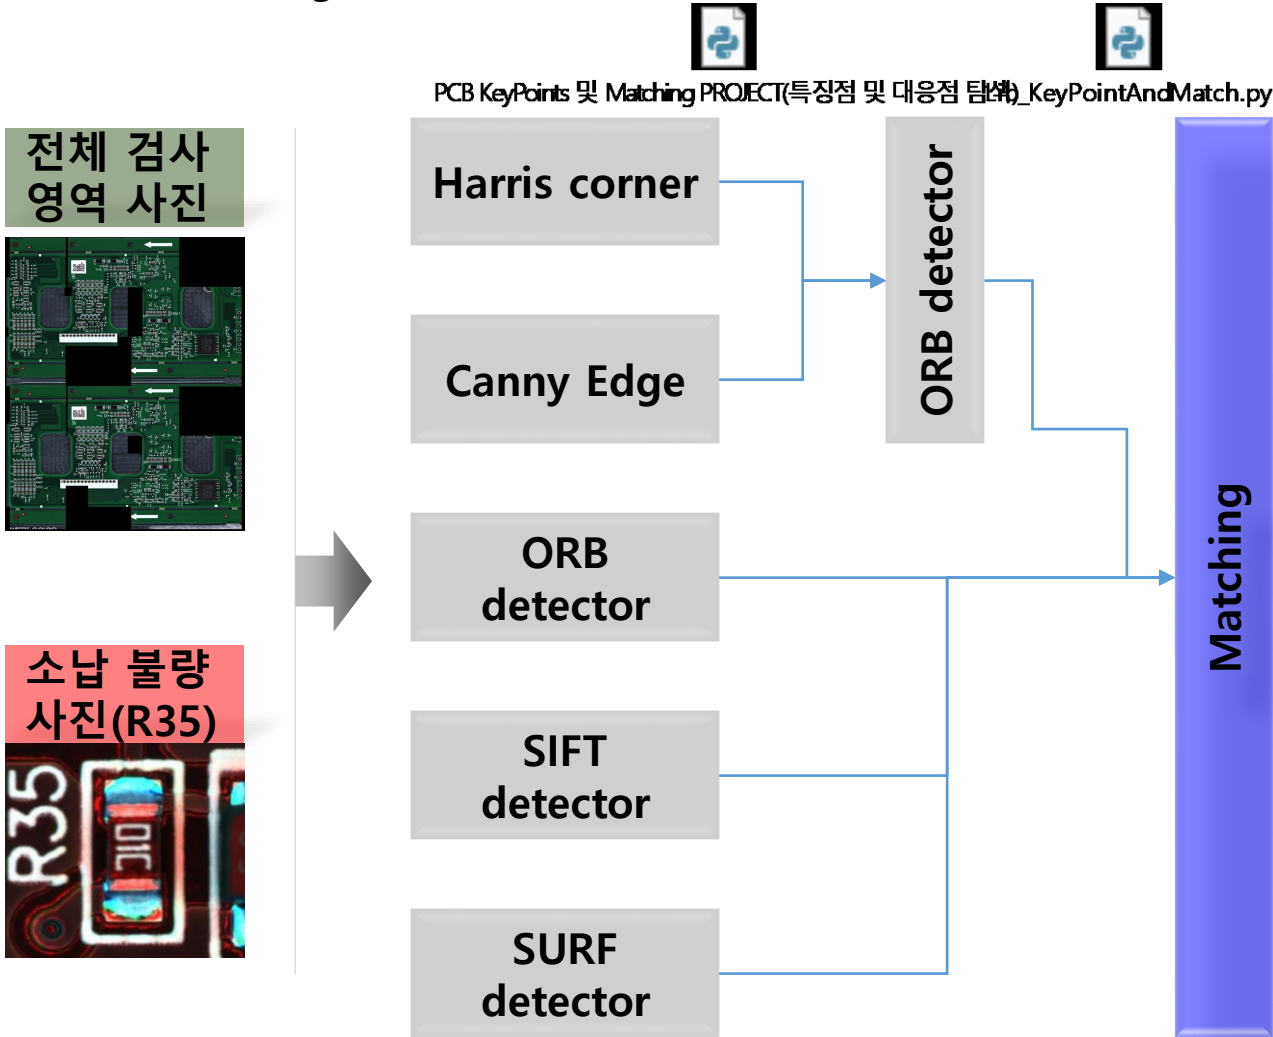 PCB KeyPoints 및 Matching PROJECT(특징점 및 대응점 탐색)_KeyPointAndMatch.py
전체 검사
영역 사진
소납 불량
사진(R35)
R35
01C
Harris corner
Canny Edge
ORB
detector
SIFT
detector
SURF
detector
ORB detector
Matching